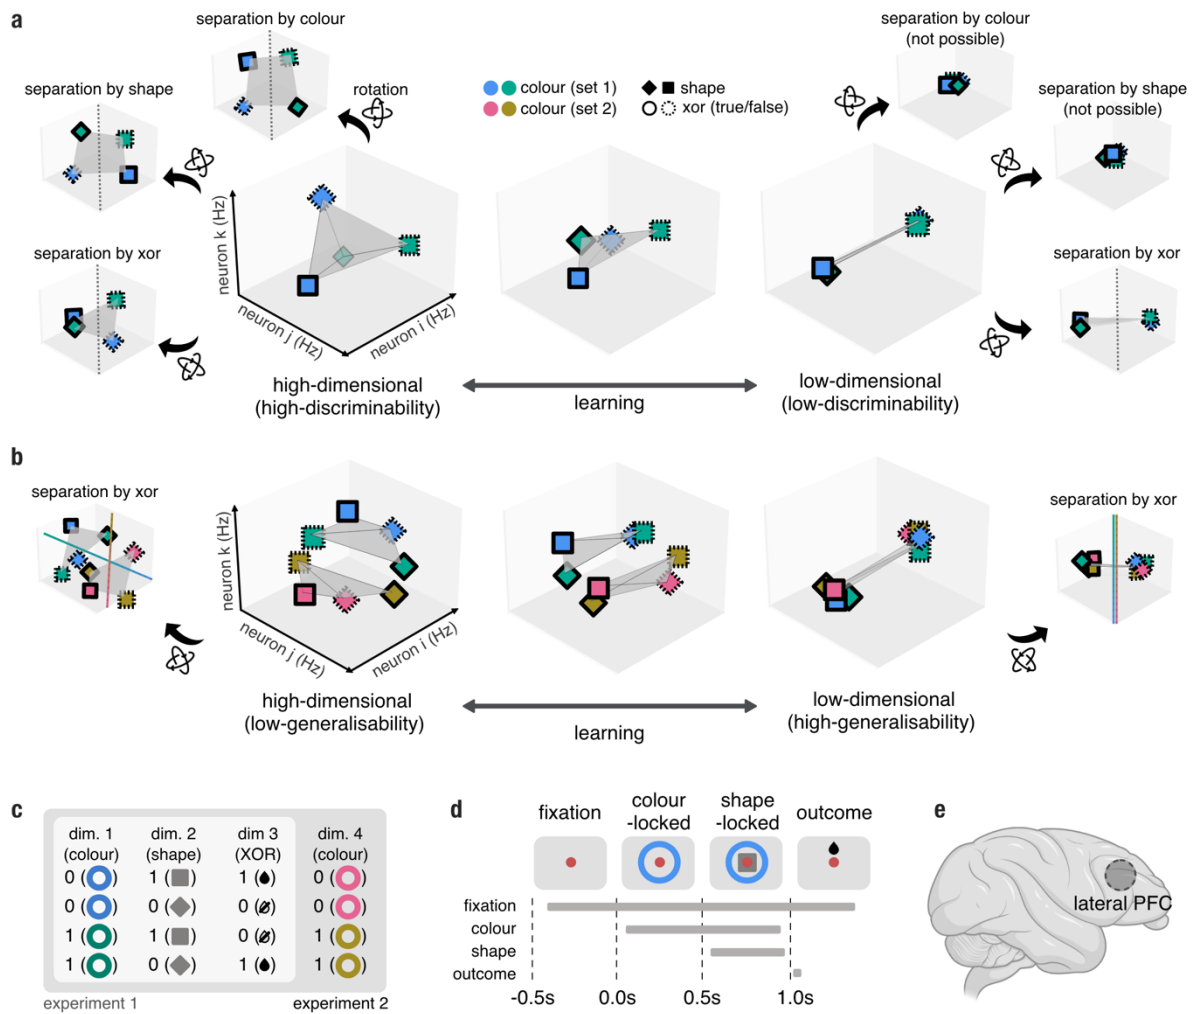 a
separation by colour
separation by shape
rotation
separation by xor
colour (set 1)
colour (set 2)
shape
xor (true/false)
separation by colour
(not possible)
separation by shape
(not possible)
separation by xor
neuron k (Hz)
neuron j (Hz)
neuron i (Hz)
high-dimensional
(high-discriminability)
learning
low-dimensional
(low-discriminability)
b
separation by xor
neuron k (Hz)
neuron j (Hz)
neuron i (Hz)
separation by xor
high-dimensional
(low-generalisability)
learning
low-dimensional
(high-generalisability)
c
dim. 1 dim. 2 dim 3 dim. 4
(colour) (shape) (XOR) (colour)
0 ( ) 1 ( ) 1 ( ) 0 ( )
0 ( ) 0 ( ) 0 ( ) 0 ( )
1 ( ) 1 ( ) 0 ( ) 1 ( )
1 ( ) 0 ( ) 1 ( ) 1 ( )
experiment 1 experiment 2
d
fixation
colour
-locked
shape
-locked
outcome
fixation
colour
shape
outcome
-0.5s 0.0s 0.5s 1.0s
e
lateral PFC